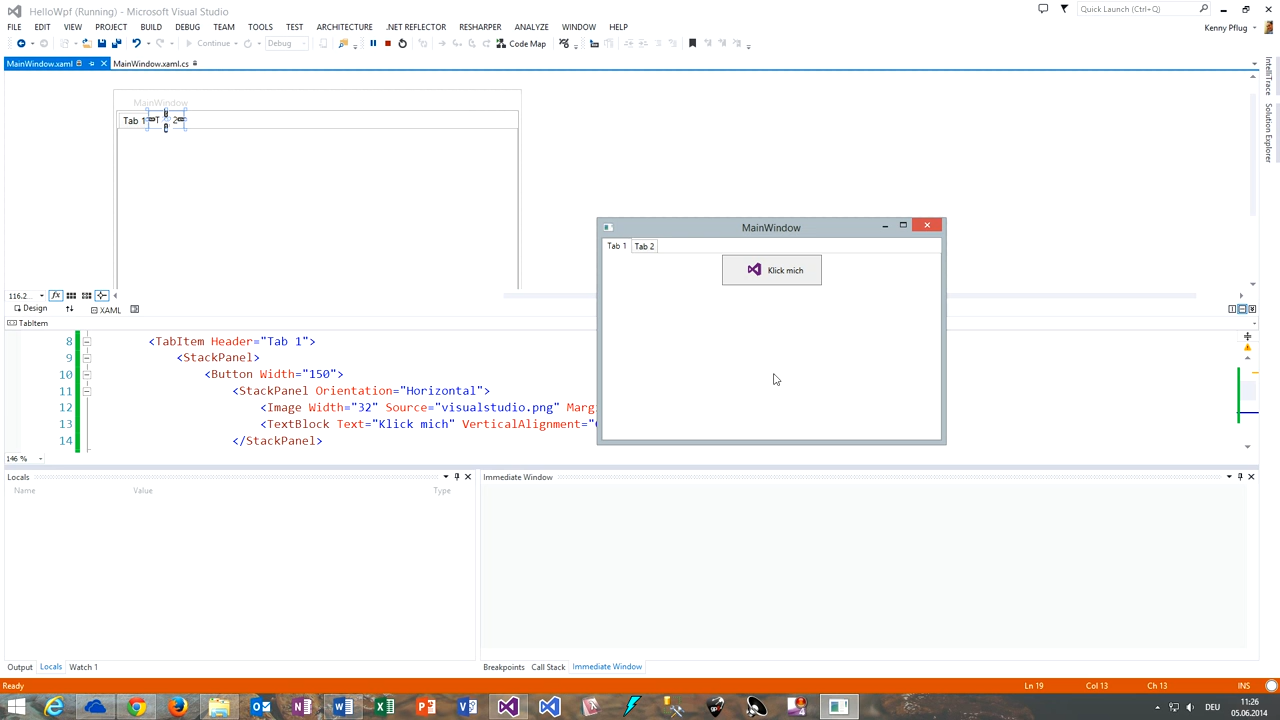 HelloWpf (Running) - Microsoft Visual Studio
Quick Launch (Ctrl+Q)
FILE EDIT VIEW PROJECT BUILD DEBUG TEAM TOOLS TEST ARCHITECTURE .NET REFLECTOR RESHARPER ANALYZE WINDOW HELP
Kenny Pflug
Continue Debug Code Map
MainWindow.xaml MainWindow.xaml.cs
IntelliTrace
Solution Explorer
MainWindow
Tab 1 T 2
MainWindow
Tab 1 Tab 2
Klick mich
116.2...
Design XAML
TabItem
8 <TabItem Header="Tab 1">
9 <StackPanel>
10 <Button Width="150">
11 <StackPanel Orientation="Horizontal">
12 <Image Width="32" Source="visualstudio.png" Marg
13 <TextBlock Text="Klick mich" VerticalAlignment="
14 </StackPanel>
146 %
Locals
Name Value Type
Immediate Window
Output Locals Watch 1
Breakpoints Call Stack Immediate Window
Ready Ln 19 Col 13 Ch 13 INS
DEU
11:26
05.06.2014